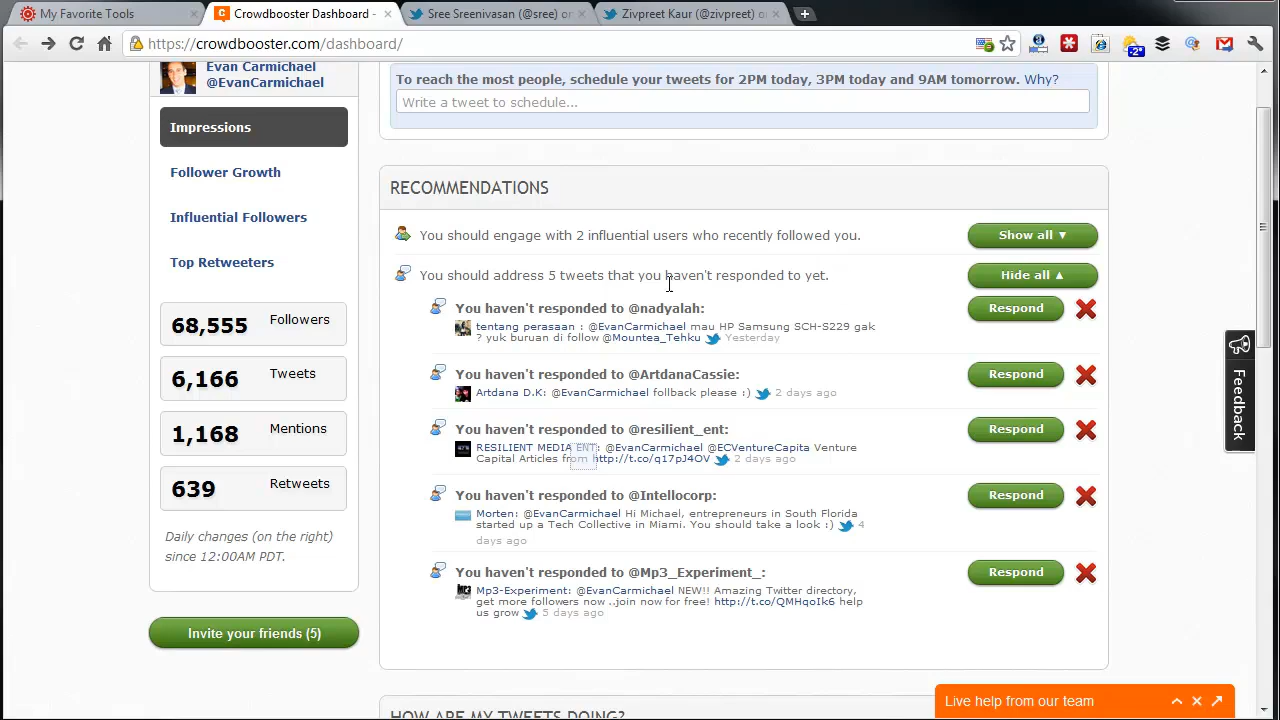 My Favorite Tools
Crowdbooster Dashboard -
Sree Sreenivasan (@sree) on
Zivpreet Kaur (@zivpreet) on
https://crowdbooster.com/dashboard/
Evan Carmichael
@EvanCarmichael
Impressions
Follower Growth
Influential Followers
Top Retweeters
68,555 Followers
6,166 Tweets
1,168 Mentions
639 Retweets
Daily changes (on the right)
since 12:00AM PDT.
Invite your friends (5)
To reach the most people, schedule your tweets for 2PM today, 3PM today and 9AM tomorrow. Why?
Write a tweet to schedule...
RECOMMENDATIONS
You should engage with 2 influential users who recently followed you.
Show all ▼
You should address 5 tweets that you haven't responded to yet.
Hide all ▲
You haven't responded to @nadyalah:
Respond
tentang perasaan : @EvanCarmichael mau HP Samsung SCH-S229 gak
? yuk buruan di follow @Mountea_Tehku Yesterday
You haven't responded to @ArtdanaCassie:
Respond
Artdana D.K: @EvanCarmichael follback please :) 2 days ago
You haven't responded to @resilient_ent:
Respond
RESILIENT MEDIA ENT: @EvanCarmichael @ECVentureCapita Venture
Capital Articles from http://t.co/q17pJ4OV 2 days ago
You haven't responded to @Intellocorp:
Respond
Morten: @EvanCarmichael Hi Michael, entrepreneurs in South Florida
started up a Tech Collective in Miami. You should take a look :) 4
days ago
You haven't responded to @Mp3_Experiment_:
Respond
Mp3-Experiment: @EvanCarmichael NEW!! Amazing Twitter directory,
get more followers now ..join now for free! http://t.co/QMHqoIk6 help
us grow 5 days ago
HOW ARE MY TWEETS DOING?
Feedback
Live help from our team